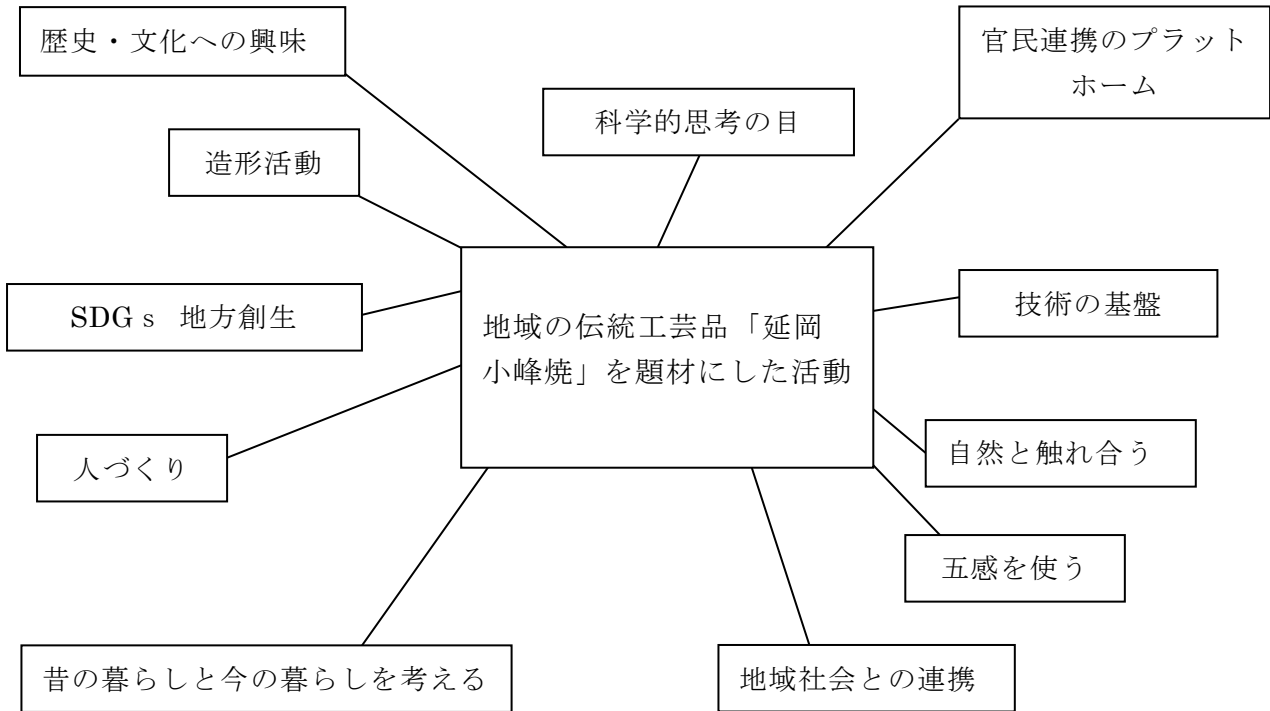 歴史・文化への興味
官民連携のプラット
ホーム
科学的思考の目
造形活動
SDGｓ 地方創生
地域の伝統工芸品「延岡
小峰焼」を題材にした活動
技術の基盤
人づくり
自然と触れ合う
五感を使う
昔の暮らしと今の暮らしを考える
地域社会との連携